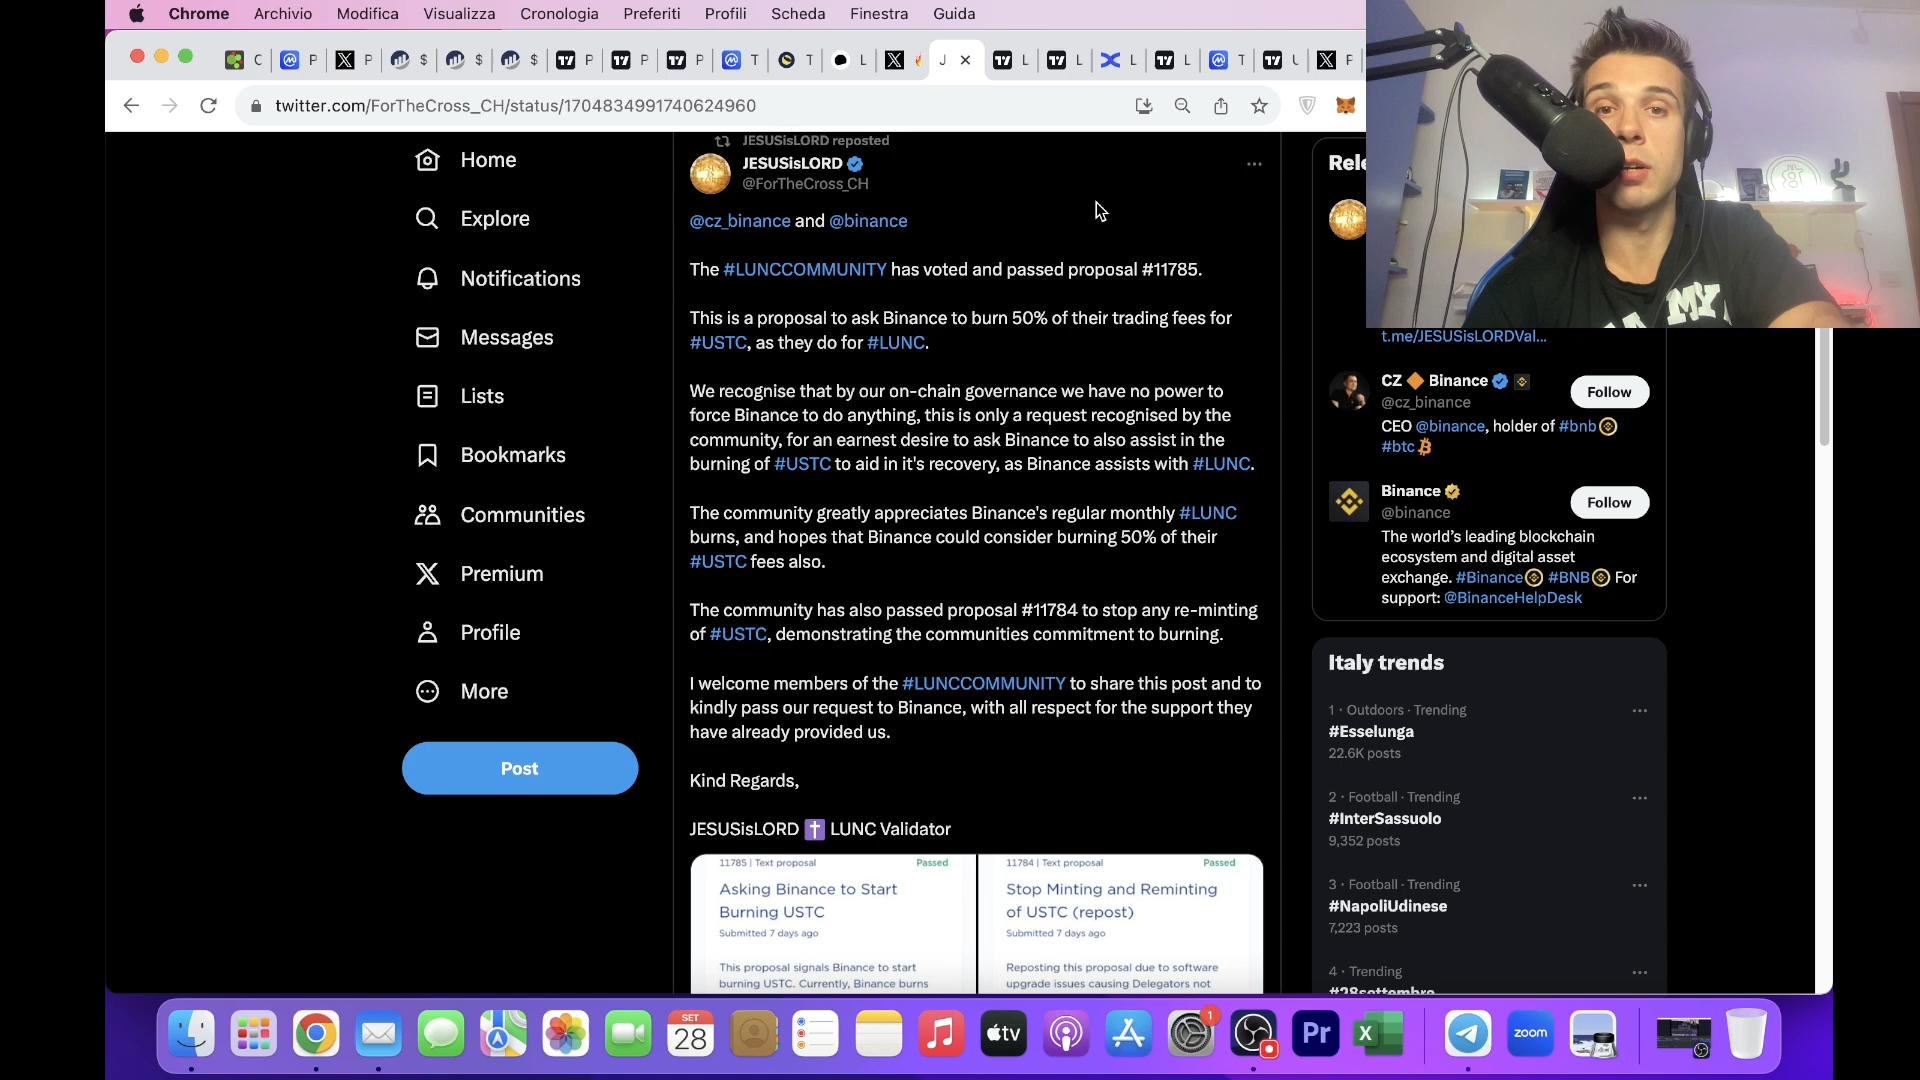 Chrome Archivio Modifica Visualizza Cronologia Preferiti Profili Scheda Finestra Guida
C P P $ $ $ P P P T T L J L L L L T L F
twitter.com/ForTheCross_CH/status/1704834991740624960
Home
Explore
Notifications
Messages
Lists
Bookmarks
Communities
Premium
Profile
More
Post
JESUSisLORD reposted
JESUSisLORD
@ForTheCross_CH
@cz_binance and @binance
The #LUNCCOMMUNITY has voted and passed proposal #11785.
This is a proposal to ask Binance to burn 50% of their trading fees for
#USTC, as they do for #LUNC.
We recognise that by our on-chain governance we have no power to
force Binance to do anything, this is only a request recognised by the
community, for an earnest desire to ask Binance to also assist in the
burning of #USTC to aid in it's recovery, as Binance assists with #LUNC.
The community greatly appreciates Binance's regular monthly #LUNC
burns, and hopes that Binance could consider burning 50% of their
#USTC fees also.
The community has also passed proposal #11784 to stop any re-minting
of #USTC, demonstrating the communities commitment to burning.
I welcome members of the #LUNCCOMMUNITY to share this post and to
kindly pass our request to Binance, with all respect for the support they
have already provided us.
Kind Regards,
JESUSisLORD ✝️ LUNC Validator
11785 | Text proposal Passed
Asking Binance to Start
Burning USTC
Submitted 7 days ago
This proposal signals Binance to start
burning USTC. Currently, Binance burns
11784 | Text proposal Passed
Stop Minting and Reminting
of USTC (repost)
Submitted 7 days ago
Reposting this proposal due to software
upgrade issues causing Delegators not
Rele
t.me/JESUSisLORDVal...
CZ 🔶 Binance
@cz_binance
Follow
CEO @binance, holder of #bnb
#btc
Binance
@binance
Follow
The world's leading blockchain
ecosystem and digital asset
exchange. #Binance #BNB For
support: @BinanceHelpDesk
Italy trends
1 · Outdoors · Trending
#Esselunga
22.6K posts
2 · Football · Trending
#InterSassuolo
9,352 posts
3 · Football · Trending
#NapoliUdinese
7,223 posts
4 · Trending
#28settembre
MY
SET
28
tv
1
Pr
X
zoom